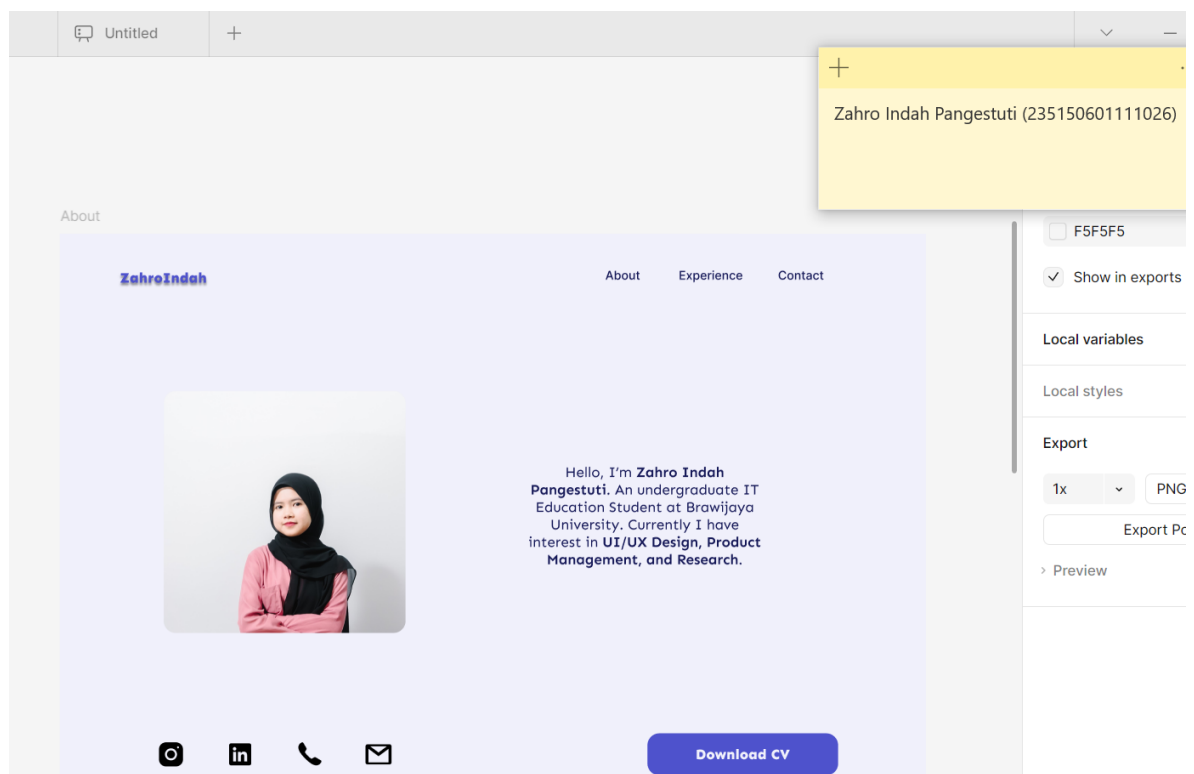 Untitled
Zahro Indah Pangestuti (235150601111026)
About
ZahroIndah
About
Experience
Contact
Hello, I'm Zahro Indah
Pangestuti. An undergraduate IT
Education Student at Brawijaya
University. Currently I have
interest in UI/UX Design, Product
Management, and Research.
in
Download CV
F5F5F5
Show in exports
Local variables
Local styles
Export
1x
PNG
Export Po
Preview